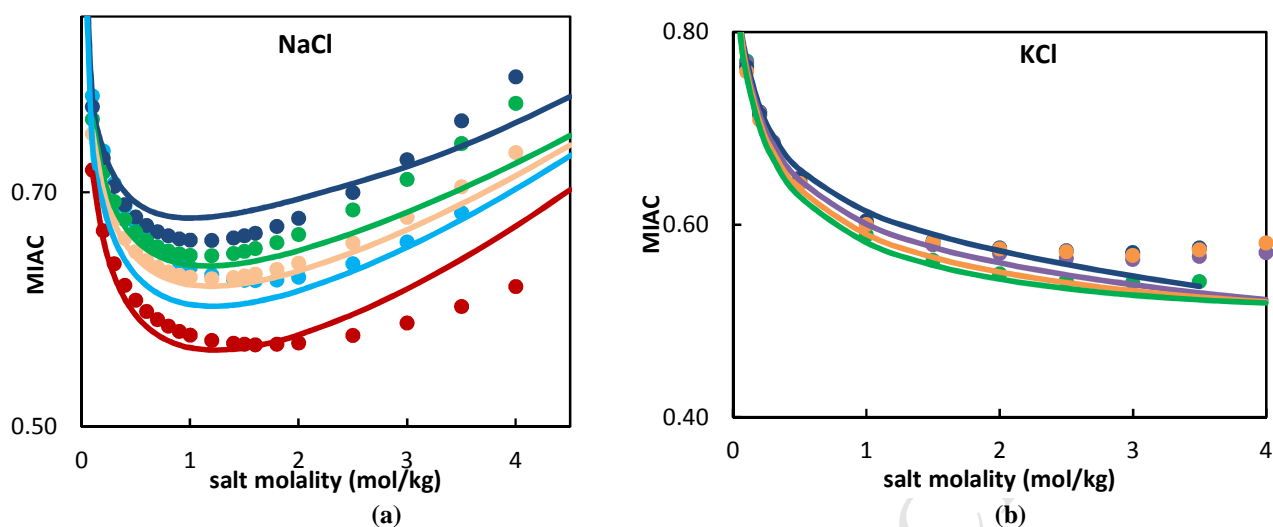 NaCl
0.70
MIAC
0.50
0 1 2 3 4
salt molality (mol/kg)
(a)
0.80
KCl
MIAC
0.60
0.40
0 1 2 3 4
salt molality (mol/kg)
(b)